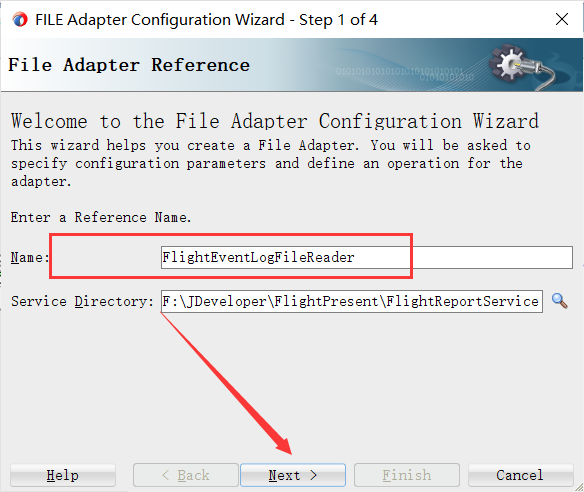 FILE Adapter Configuration Wizard - Step 1 of 4
File Adapter Reference
Welcome to the File Adapter Configuration Wizard
This wizard helps you create a File Adapter. You will be asked to
specify configuration parameters and define an operation for the
adapter.
Enter a Reference Name.
Name: FlightEventLogFileReader
Service Directory: F:\JDeveloper\FlightPresent\FlightReportService
Help < Back Next > Finish Cancel